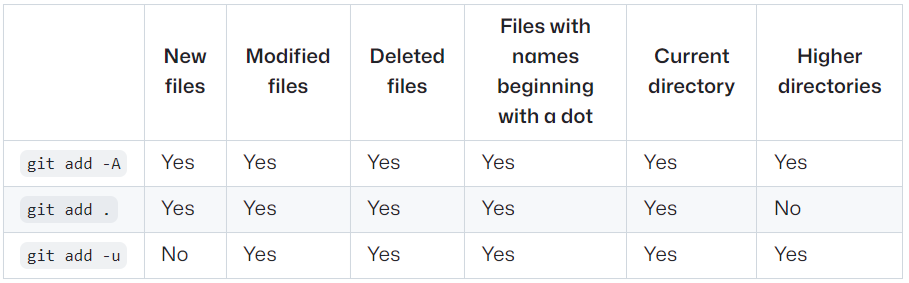 New files
Modified files
Deleted files
Files with names beginning with a dot
Current directory
Higher directories
git add -A Yes Yes Yes Yes Yes Yes
git add . Yes Yes Yes Yes Yes No
git add -u No Yes Yes Yes Yes Yes